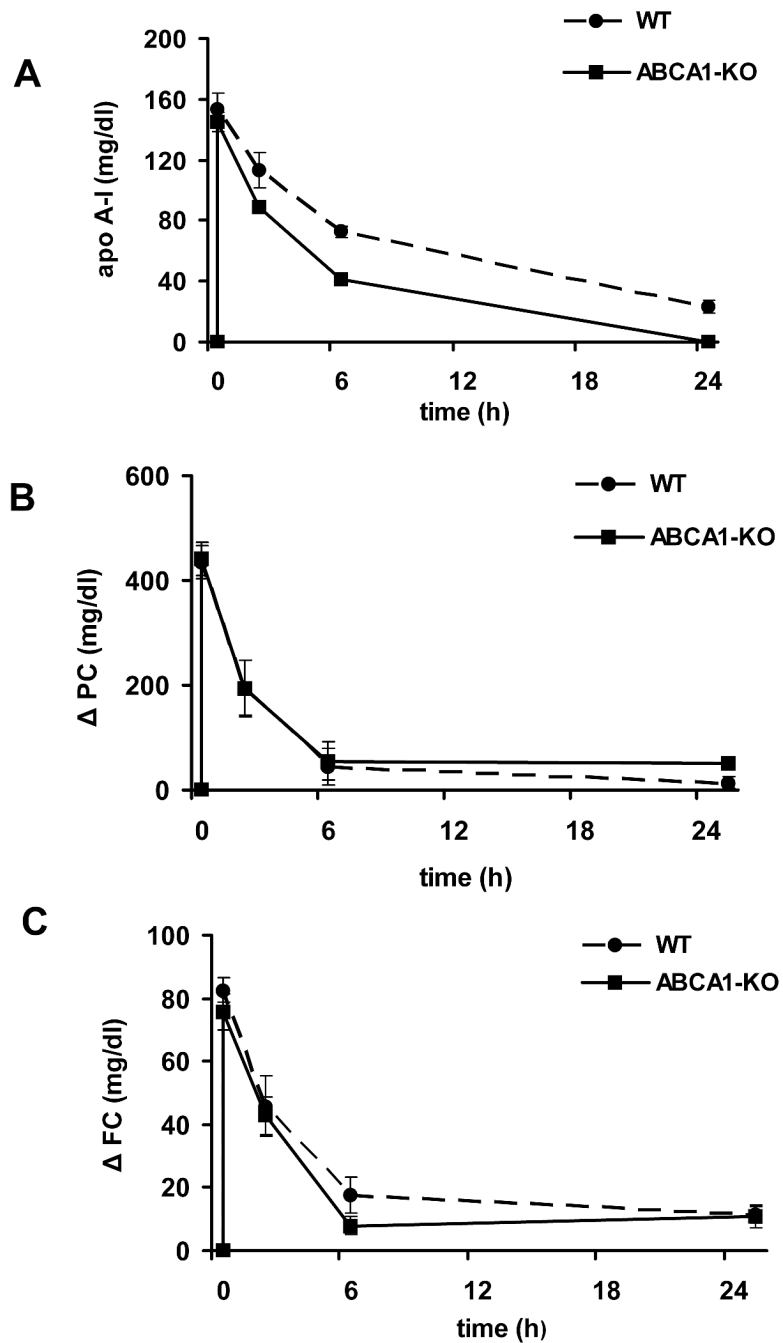 A
WT
ABCA1-KO
apo A-I (mg/dl)
200
160
120
80
40
0
0 6 12 18 24
time (h)
B
WT
ABCA1-KO
Δ PC (mg/dl)
600
400
200
0
0 6 12 18 24
time (h)
C
WT
ABCA1-KO
Δ FC (mg/dl)
100
80
60
40
20
0
0 6 12 18 24
time (h)